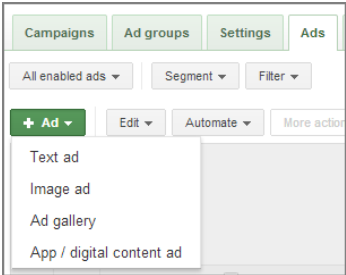 Campaigns Ad groups Settings Ads
All enabled ads Segment Filter
+ Ad Edit Automate More action
Text ad
Image ad
Ad gallery
App / digital content ad